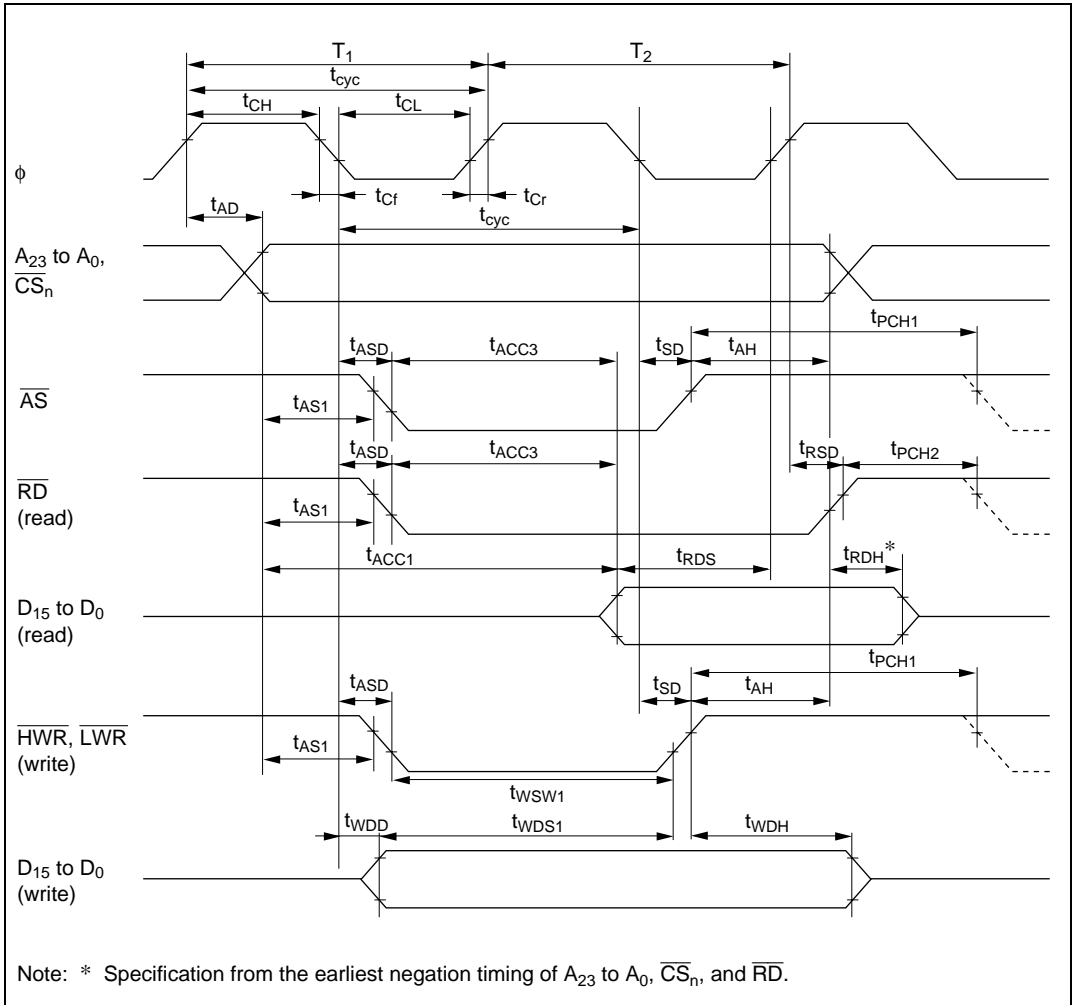 T1 T2
tcyc
tCH tCL
ϕ
tCf tCr
tAD tcyc
A23 to A0,
CSn
tPCH1
tASD tACC3 tSD tAH
AS
tAS1
tASD tACC3 tRSD tPCH2
RD
(read)
tAS1
tACC1 tRDS tRDH*
D15 to D0
(read)
tPCH1
tASD tSD tAH
HWR, LWR
(write)
tAS1
tWSW1
tWDD tWDS1 tWDH
D15 to D0
(write)
Note: * Specification from the earliest negation timing of A23 to A0, CSn, and RD.